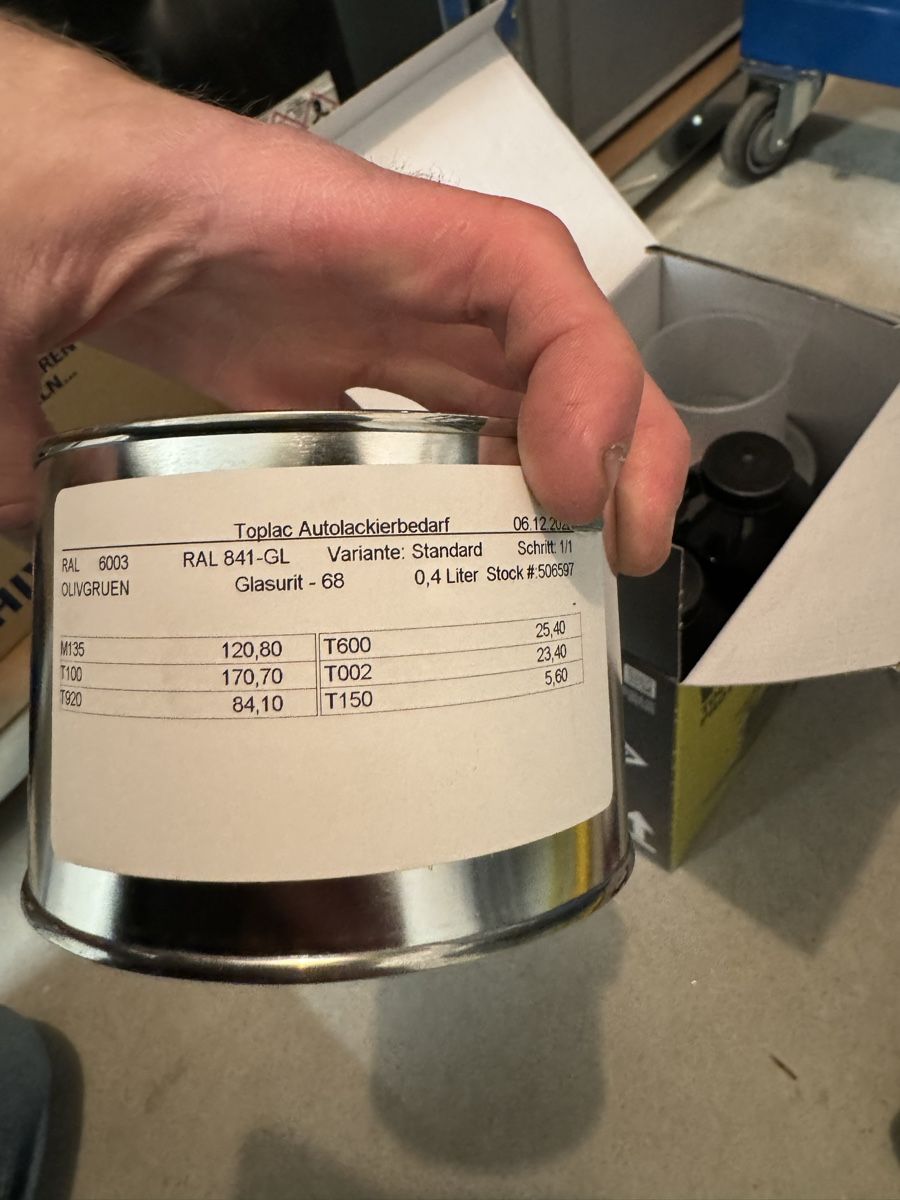 Toplac Autolackierbedarf 06.12.202
RAL 6003 RAL 841-GL Variante: Standard Schritt: 1/1
OLIVGRUEN Glasurit - 68 0,4 Liter Stock #:506597
M135 120,80 T600 25,40
T100 170,70 T002 23,40
T920 84,10 T150 5,60